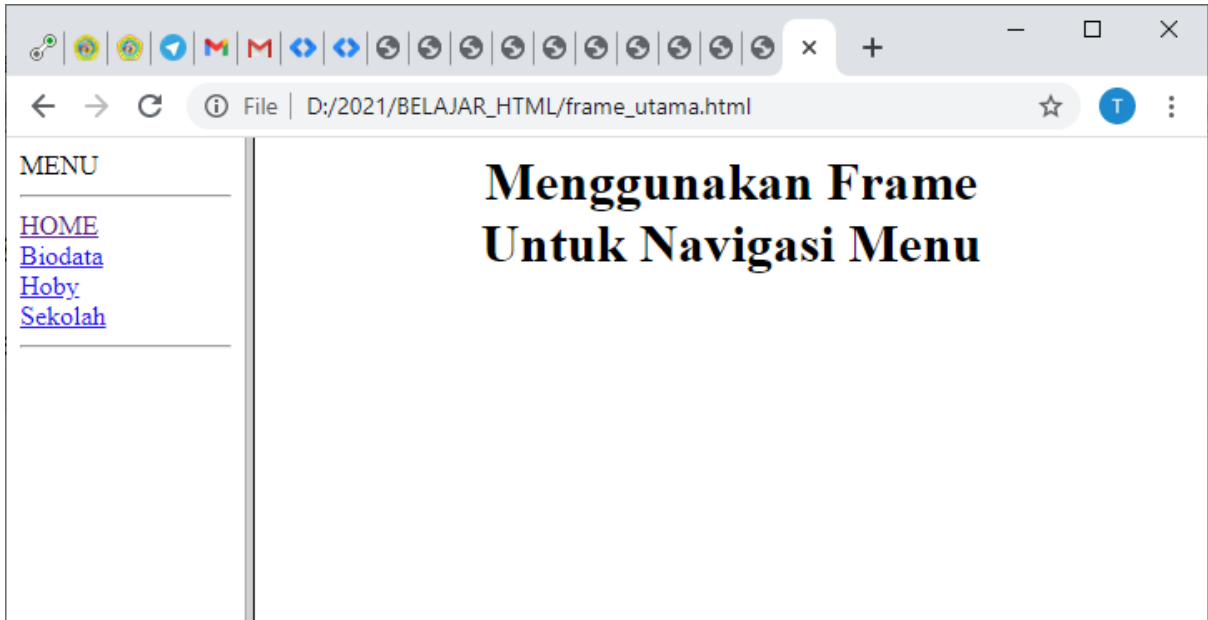 File | D:/2021/BELAJAR_HTML/frame_utama.html
T
MENU
HOME
Biodata
Hoby
Sekolah
Menggunakan Frame
Untuk Navigasi Menu